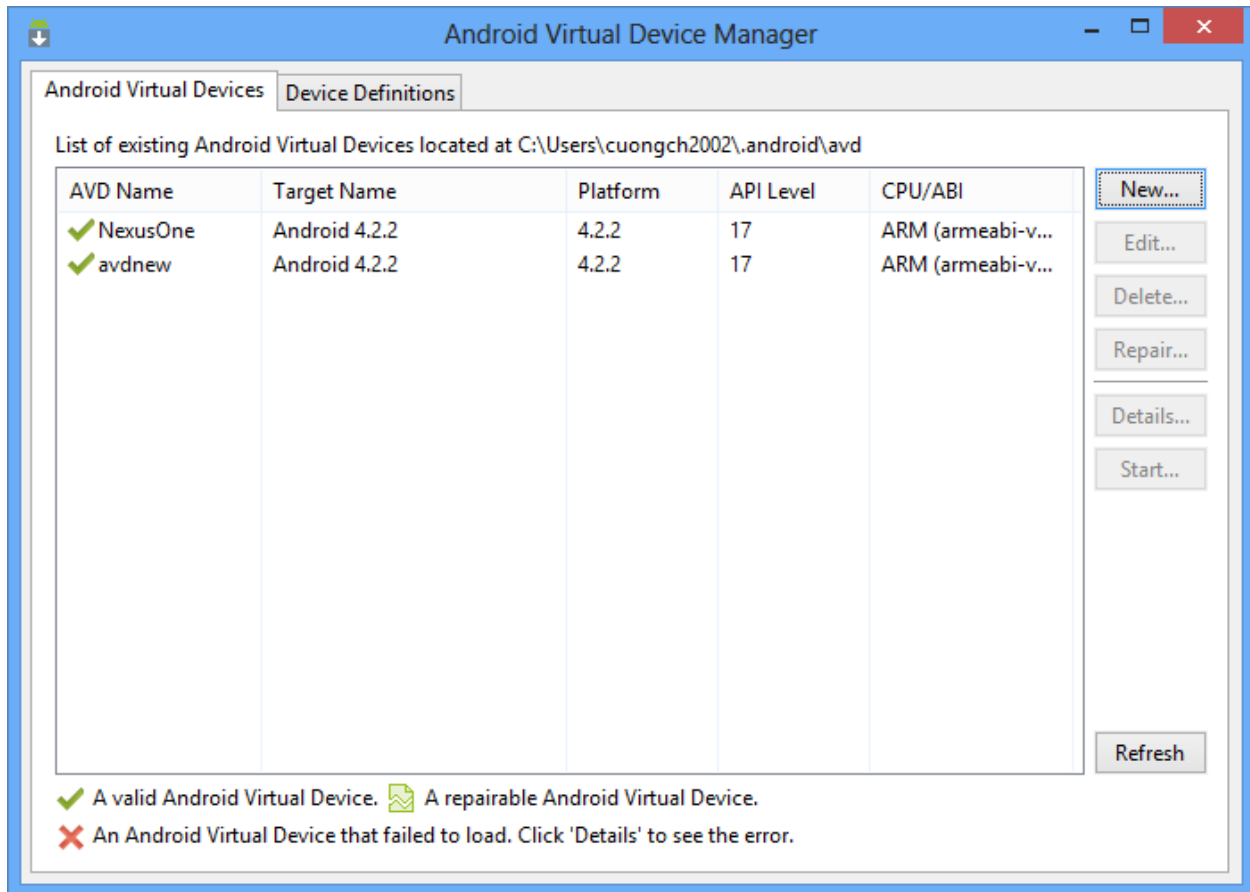 Android Virtual Device Manager
Android Virtual Devices Device Definitions
List of existing Android Virtual Devices located at C:\Users\cuongch2002\.android\avd
AVD Name Target Name Platform API Level CPU/ABI New...
NexusOne Android 4.2.2 4.2.2 17 ARM (armeabi-v...
Edit...
avdnew Android 4.2.2 4.2.2 17 ARM (armeabi-v...
Delete...
Repair...
Details...
Start...
Refresh
A valid Android Virtual Device. A repairable Android Virtual Device.
An Android Virtual Device that failed to load. Click 'Details' to see the error.